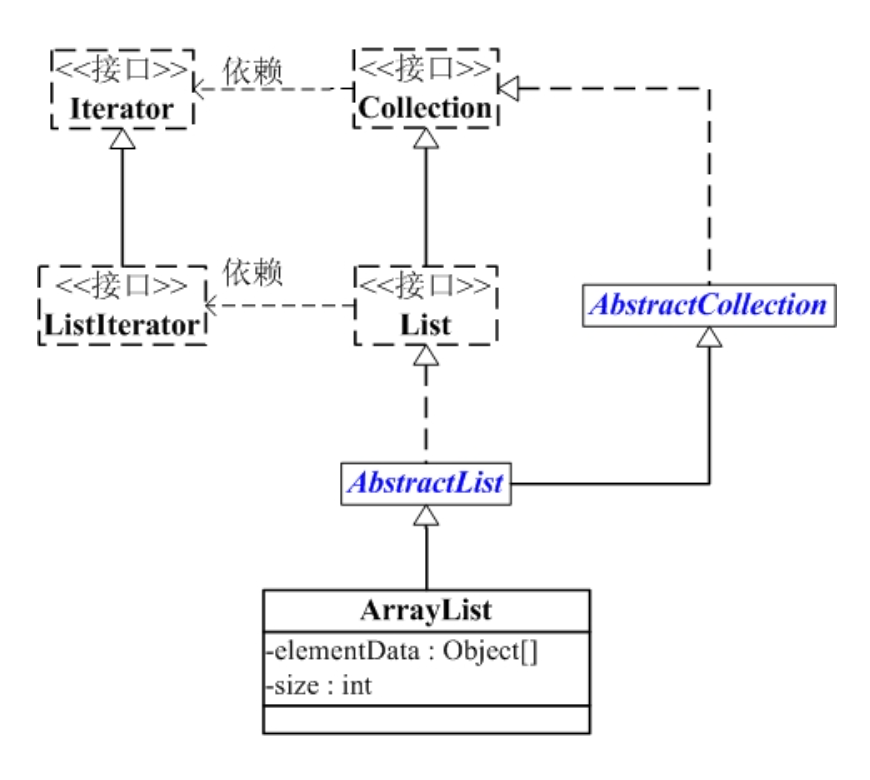 <<接口>>
Iterator
依赖
<<接口>>
Collection
<<接口>>
ListIterator
依赖
<<接口>>
List
AbstractCollection
AbstractList
ArrayList
-elementData : Object[]
-size : int